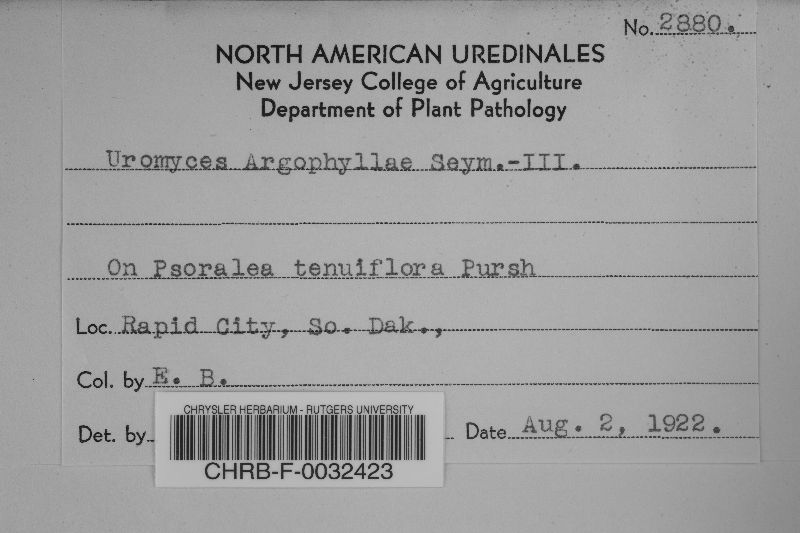 No. 2880.
NORTH AMERICAN UREDINALES
New Jersey College of Agriculture
Department of Plant Pathology
Uromyces Argophyllae Seym.-III.
On Psoralea tenuiflora Pursh
Loc. Rapid City, So. Dak.,
Col. by E. B.
Det. by Date Aug. 2, 1922.
CHRYSLER HERBARIUM - RUTGERS UNIVERSITY
CHRB-F-0032423